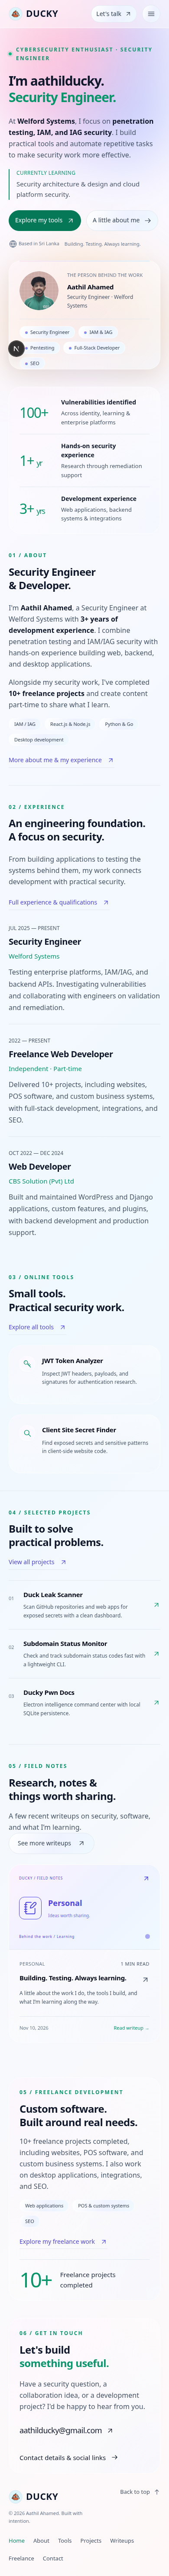 DUCKY
Let's talk
CYBERSECURITY ENTHUSIAST · SECURITY
ENGINEER
I'm aathilducky.
Security Engineer.
At Welford Systems, I focus on penetration
testing, IAM, and IAG security. I build
practical tools and automate repetitive tasks
to make security work more effective.
CURRENTLY LEARNING
Security architecture & design and cloud
platform security.
Explore my tools
A little about me
Based in Sri Lanka
Building. Testing. Always learning.
THE PERSON BEHIND THE WORK
Aathil Ahamed
Security Engineer · Welford
Systems
Security Engineer
IAM & IAG
N
Pentesting
Full-Stack Developer
SEO
100+
Vulnerabilities identified
Across identity, learning &
enterprise platforms
1+ yr
Hands-on security
experience
Research through remediation
support
3+ yrs
Development experience
Web applications, backend
systems & integrations
01 / ABOUT
Security Engineer
& Developer.
I'm Aathil Ahamed, a Security Engineer at
Welford Systems with 3+ years of
development experience. I combine
penetration testing and IAM/IAG security with
hands-on experience building web, backend,
and desktop applications.
Alongside my security work, I've completed
10+ freelance projects and create content
part-time to share what I learn.
IAM / IAG
React.js & Node.js
Python & Go
Desktop development
More about me & my experience
02 / EXPERIENCE
An engineering foundation.
A focus on security.
From building applications to testing the
systems behind them, my work connects
development with practical security.
Full experience & qualifications
JUL 2025 — PRESENT
Security Engineer
Welford Systems
Testing enterprise platforms, IAM/IAG, and
backend APIs. Investigating vulnerabilities
and collaborating with engineers on validation
and remediation.
2022 — PRESENT
Freelance Web Developer
Independent · Part-time
Delivered 10+ projects, including websites,
POS software, and custom business systems,
with full-stack development, integrations, and
SEO.
OCT 2022 — DEC 2024
Web Developer
CBS Solution (Pvt) Ltd
Built and maintained WordPress and Django
applications, custom features, and plugins,
with backend development and production
support.
03 / ONLINE TOOLS
Small tools.
Practical security work.
Explore all tools
JWT Token Analyzer
Inspect JWT headers, payloads, and
signatures for authentication research.
Client Site Secret Finder
Find exposed secrets and sensitive patterns
in client-side website code.
04 / SELECTED PROJECTS
Built to solve
practical problems.
View all projects
01
Duck Leak Scanner
Scan GitHub repositories and web apps for
exposed secrets with a clean dashboard.
02
Subdomain Status Monitor
Check and track subdomain status codes fast with
a lightweight CLI.
03
Ducky Pwn Docs
Electron intelligence command center with local
SQLite persistence.
05 / FIELD NOTES
Research, notes &
things worth sharing.
A few recent writeups on security, software,
and what I'm learning.
See more writeups
DUCKY / FIELD NOTES
Personal
Ideas worth sharing.
Behind the work / Learning
PERSONAL
1 MIN READ
Building. Testing. Always learning.
A little about the work I do, the tools I build, and
what I'm learning along the way.
Nov 10, 2026
Read writeup →
05 / FREELANCE DEVELOPMENT
Custom software.
Built around real needs.
10+ freelance projects completed,
including websites, POS software, and
custom business systems. I also work
on desktop applications, integrations,
and SEO.
Web applications
POS & custom systems
SEO
Explore my freelance work
10+
Freelance projects
completed
06 / GET IN TOUCH
Let's build
something useful.
Have a security question, a
collaboration idea, or a development
project? I'd be happy to hear from you.
aathilducky@gmail.com
Contact details & social links
DUCKY
Back to top
© 2026 Aathil Ahamed. Built with
intention.
Home
About
Tools
Projects
Writeups
Freelance
Contact